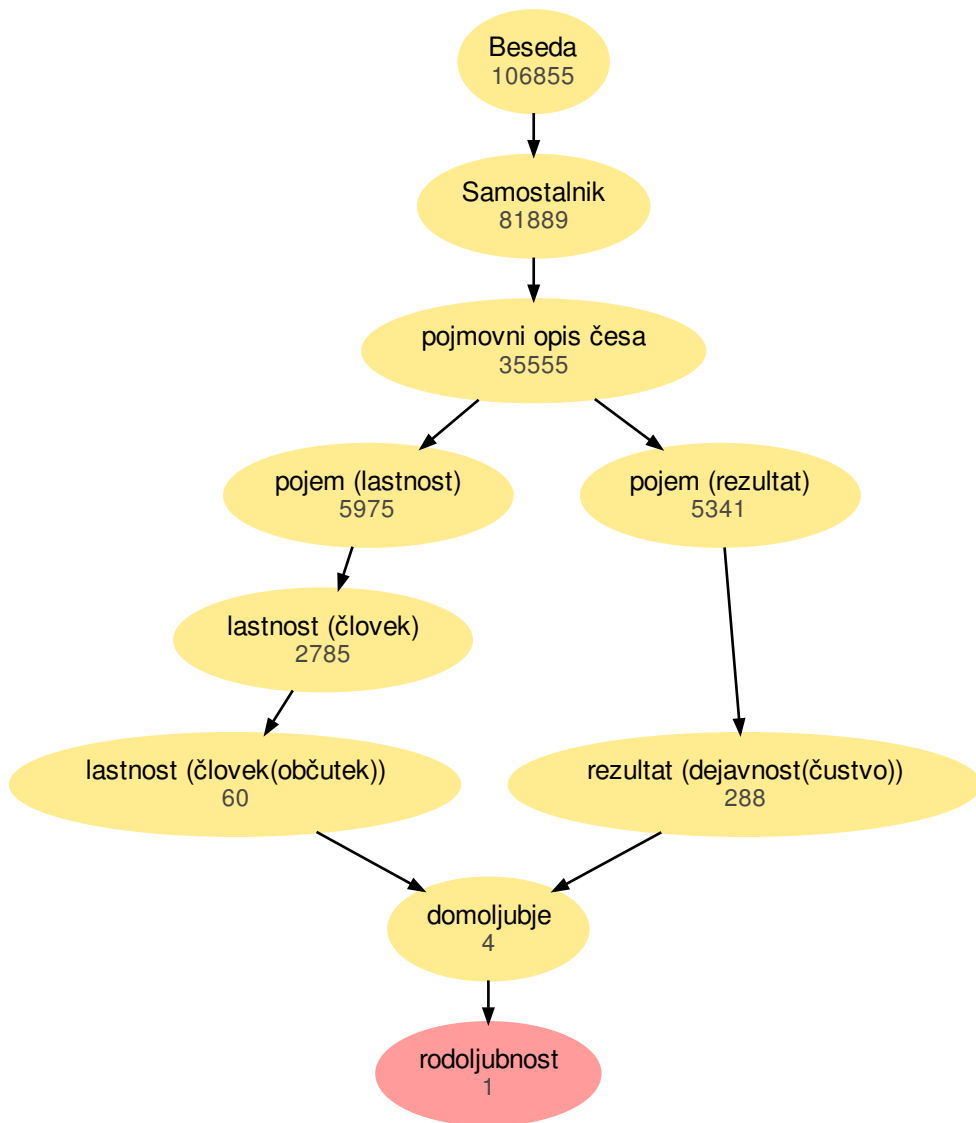 Beseda
106855
Samostalnik
81889
pojmovni opis česa
35555
pojem (lastnost)
5975
pojem (rezultat)
5341
lastnost (človek)
2785
lastnost (človek(občutek))
60
rezultat (dejavnost(čustvo))
288
domoljubje
4
rodoljubnost
1